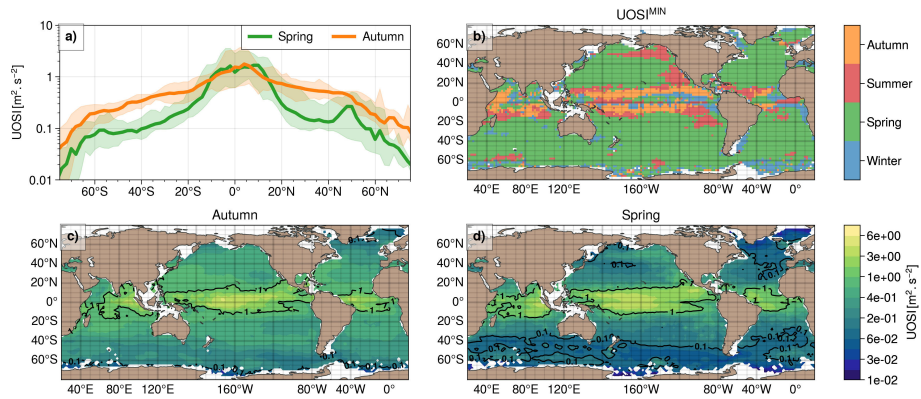 a)
Spring
Autumn
UOSI [m². s⁻²]
10
1
0.1
0.01
60°S
40°S
20°S
0°
20°N
40°N
60°N
UOSIᴹᴵᴺ
b)
60°N
40°N
20°N
0°
20°S
40°S
60°S
40°E
80°E
120°E
160°W
80°W
40°W
0°
Autumn
Summer
Spring
Winter
Autumn
c)
60°N
40°N
20°N
0°
20°S
40°S
60°S
40°E
80°E
120°E
160°W
80°W
40°W
0°
Spring
d)
60°N
40°N
20°N
0°
20°S
40°S
60°S
40°E
80°E
120°E
160°W
80°W
40°W
0°
6e+00
3e+00
1e+00
4e-01
2e-01
6e-02
3e-02
1e-02
UOSI [m². s⁻²]